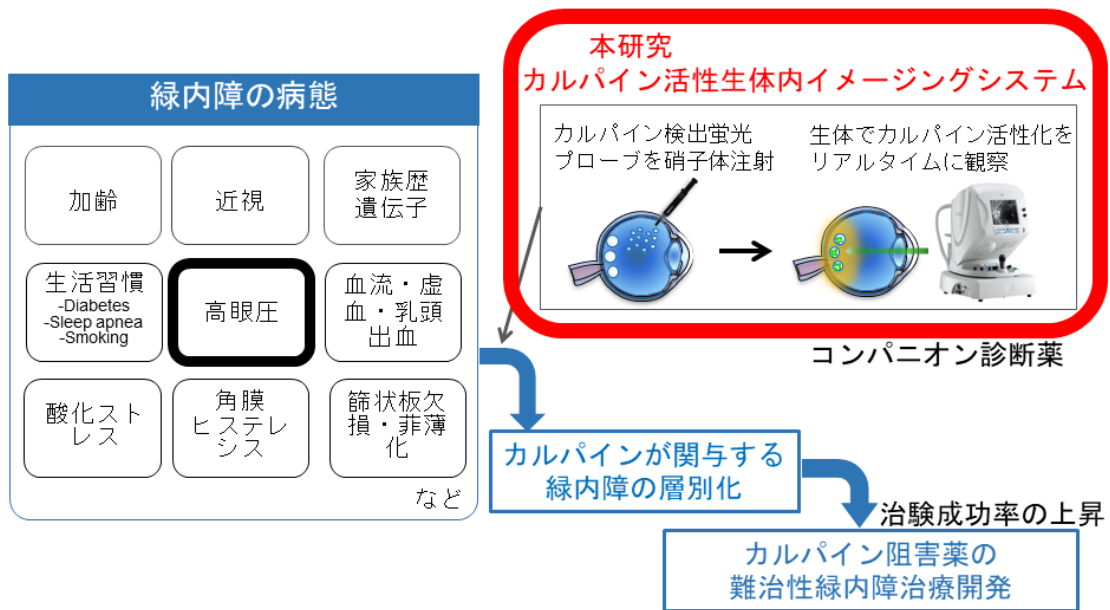 本研究
カルパイン活性生体内イメージングシステム
カルパイン検出蛍光
プローブを硝子体注射
生体でカルパイン活性化を
リアルタイムに観察
コンパニオン診断薬
緑内障の病態
加齢
近視
家族歴
遺伝子
生活習慣
-Diabetes
-Sleep apnea
-Smoking
高眼圧
血流・虚
血・乳頭
出血
酸化スト
レス
角膜
ヒステレ
シス
篩状板欠
損・菲薄
化
など
カルパインが関与する
緑内障の層別化
治験成功率の上昇
カルパイン阻害薬の
難治性緑内障治療開発